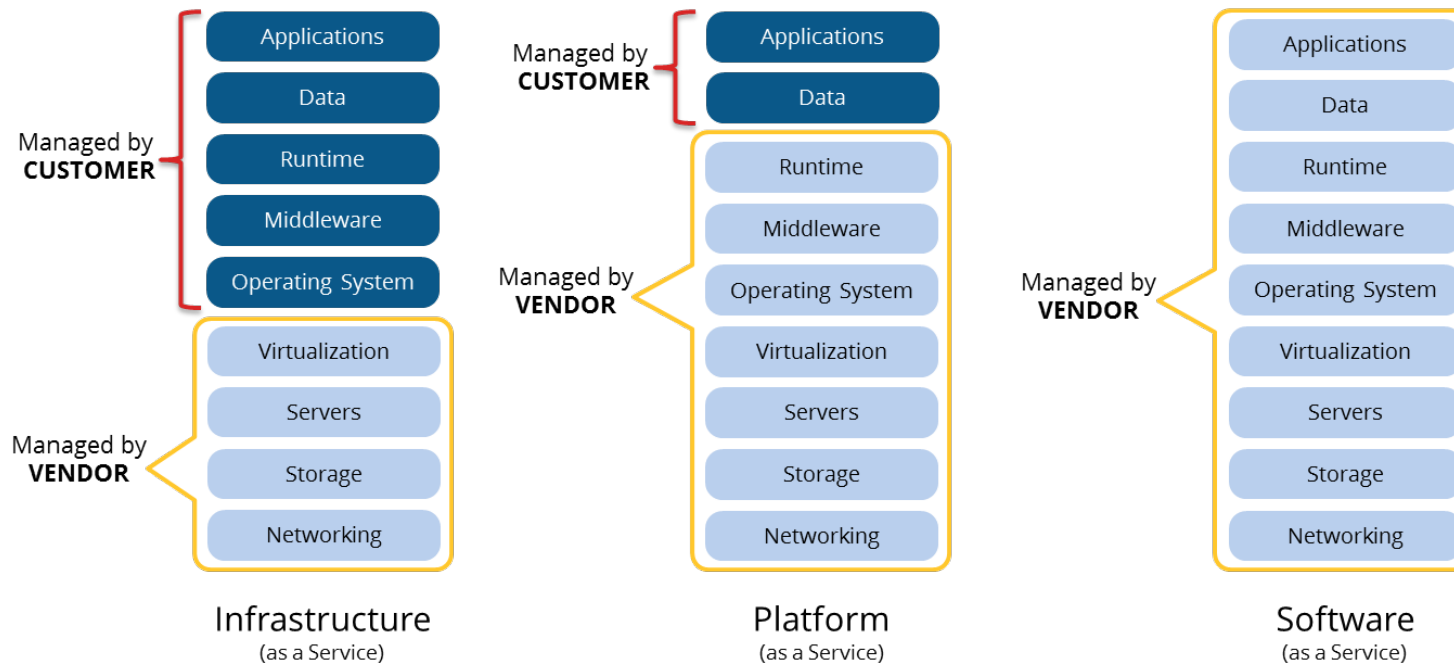 Managed by
CUSTOMER
Applications
Data
Runtime
Middleware
Operating System
Managed by
VENDOR
Virtualization
Servers
Storage
Networking
Infrastructure
(as a Service)
Managed by
CUSTOMER
Applications
Data
Managed by
VENDOR
Runtime
Middleware
Operating System
Virtualization
Servers
Storage
Networking
Platform
(as a Service)
Managed by
VENDOR
Applications
Data
Runtime
Middleware
Operating System
Virtualization
Servers
Storage
Networking
Software
(as a Service)